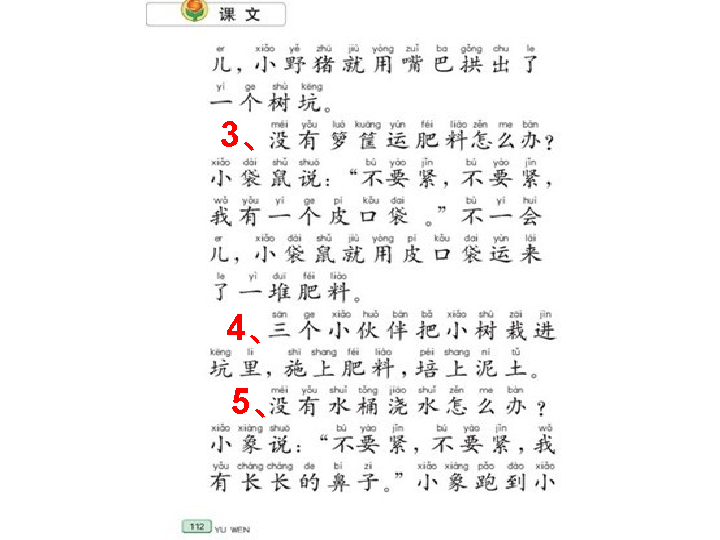 课文
er xiǎo yě zhū jiù yòng zuǐ ba gǒng chu le
儿，小野猪就用嘴巴拱出了
yí ge shù kēng
一个树坑。
méi yǒu luó kuāng yùn féi liào zěn me bàn
3、没有箩筐运肥料怎么办？
xiǎo dài shǔ shuō bú yào jǐn bú yào jǐn
小袋鼠说：“不要紧，不要紧，
wǒ yǒu yí ge pí kǒu dai bù yí huì
我有一个皮口袋。”不一会
er xiǎo dài shǔ jiù yòng pí kǒu dai yùn lái
儿，小袋鼠就用皮口袋运来
le yì duī féi liào
了一堆肥料。
sān ge xiǎo huǒ bàn bǎ xiǎo shù zāi jìn
4、三个小伙伴把小树栽进
kēng li shī shang féi liào péi shang ní tǔ
坑里，施上肥料，培上泥土。
méi yǒu shuǐ tǒng jiāo shuǐ zěn me bàn
5、没有水桶浇水怎么办？
xiǎo xiàng shuō bú yào jǐn bú yào jǐn wǒ
小象说：“不要紧，不要紧，我
yǒu cháng cháng de bí zi xiǎo xiàng pǎo dào xiǎo
有长长的鼻子。”小象跑到小
112 YU WEN